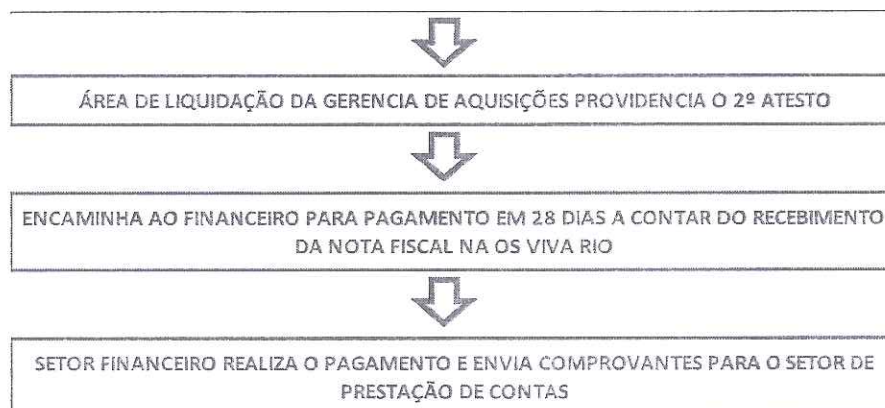 ÁREA DE LIQUIDAÇÃO DA GERENCIA DE AQUISIÇÕES PROVIDENCIA O 2º ATESTO
ENCAMINHA AO FINANCEIRO PARA PAGAMENTO EM 28 DIAS A CONTAR DO RECEBIMENTO
DA NOTA FISCAL NA OS VIVA RIO
SETOR FINANCEIRO REALIZA O PAGAMENTO E ENVIA COMPROVANTES PARA O SETOR DE
PRESTAÇÃO DE CONTAS